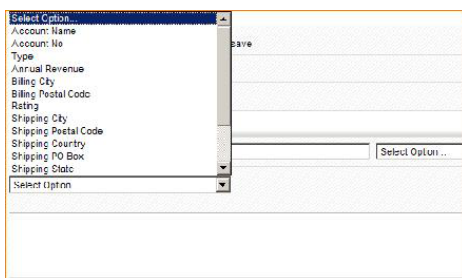 Select Option...
Account Name
Account No
save
Type
Annual Revenue
Billing City
Billing Postal Code
Rating
Shipping City
Shipping Postal Code
Shipping Country
Shipping PO Box
Shipping State
Select Option ...
Select Option